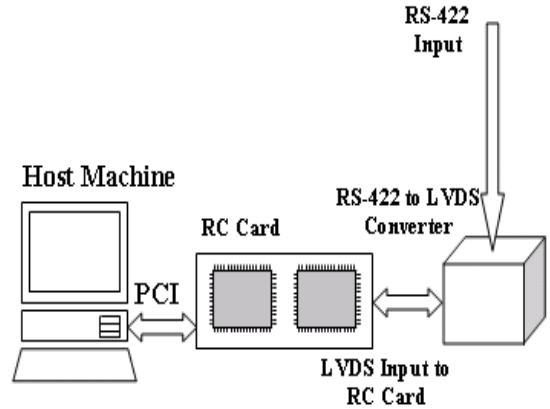 RS-422
Input
Host Machine
RS-422 to LVDS
Converter
RC Card
PCI
LVDS Input to
RC Card